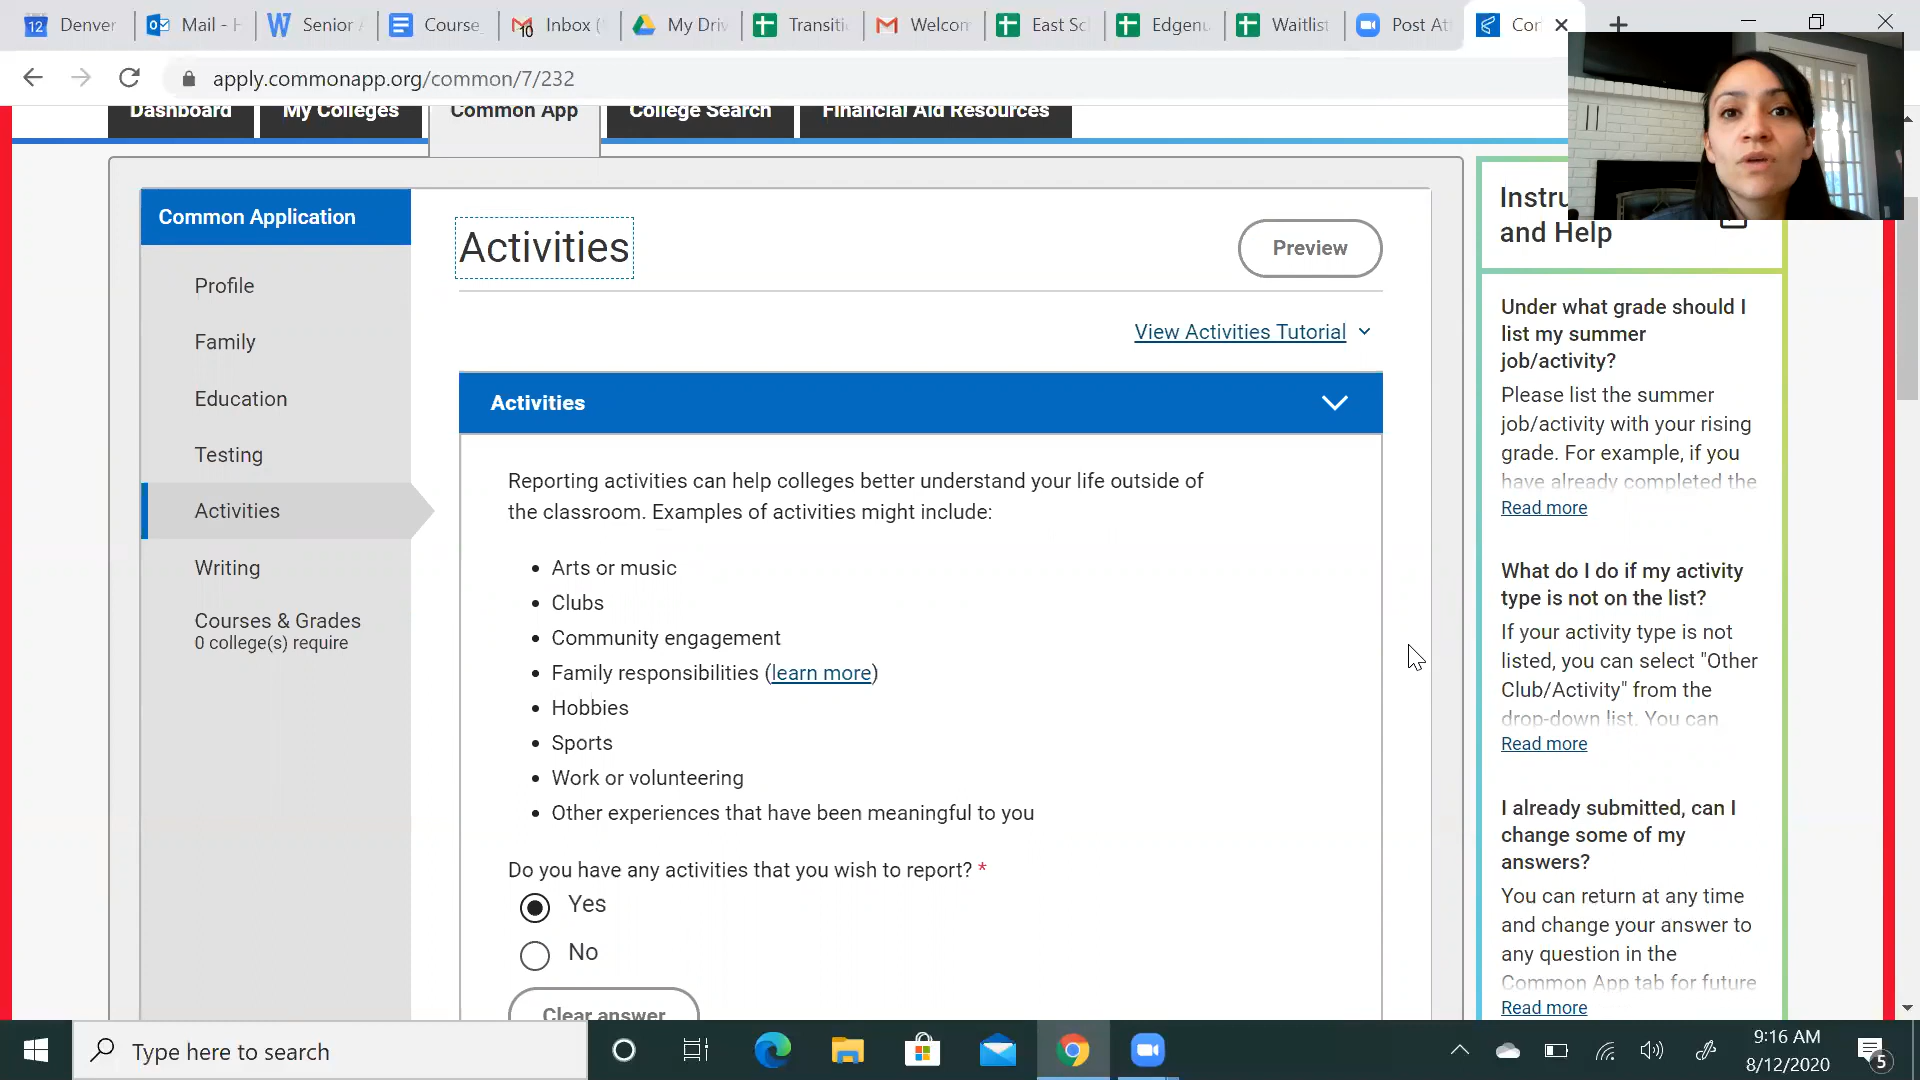 Denver
Mail - H
Senior
Course
Inbox (
My Driv
Transiti
Welcom
East Sc
Edgenu
Waitlist
Post At
Cor
apply.commonapp.org/common/7/232
Dashboard
My Colleges
Common App
College Search
Financial Aid Resources
Common Application
Profile
Family
Education
Testing
Activities
Writing
Courses & Grades
0 college(s) require
Activities
Preview
View Activities Tutorial
Activities
Reporting activities can help colleges better understand your life outside of
the classroom. Examples of activities might include:
• Arts or music
• Clubs
• Community engagement
• Family responsibilities (learn more)
• Hobbies
• Sports
• Work or volunteering
• Other experiences that have been meaningful to you
Do you have any activities that you wish to report? *
Yes
No
Clear answer
Instru
and Help
Under what grade should I
list my summer
job/activity?
Please list the summer
job/activity with your rising
grade. For example, if you
have already completed the
Read more
What do I do if my activity
type is not on the list?
If your activity type is not
listed, you can select "Other
Club/Activity" from the
drop-down list. You can
Read more
I already submitted, can I
change some of my
answers?
You can return at any time
and change your answer to
any question in the
Common App tab for future
Read more
Type here to search
9:16 AM
8/12/2020
5